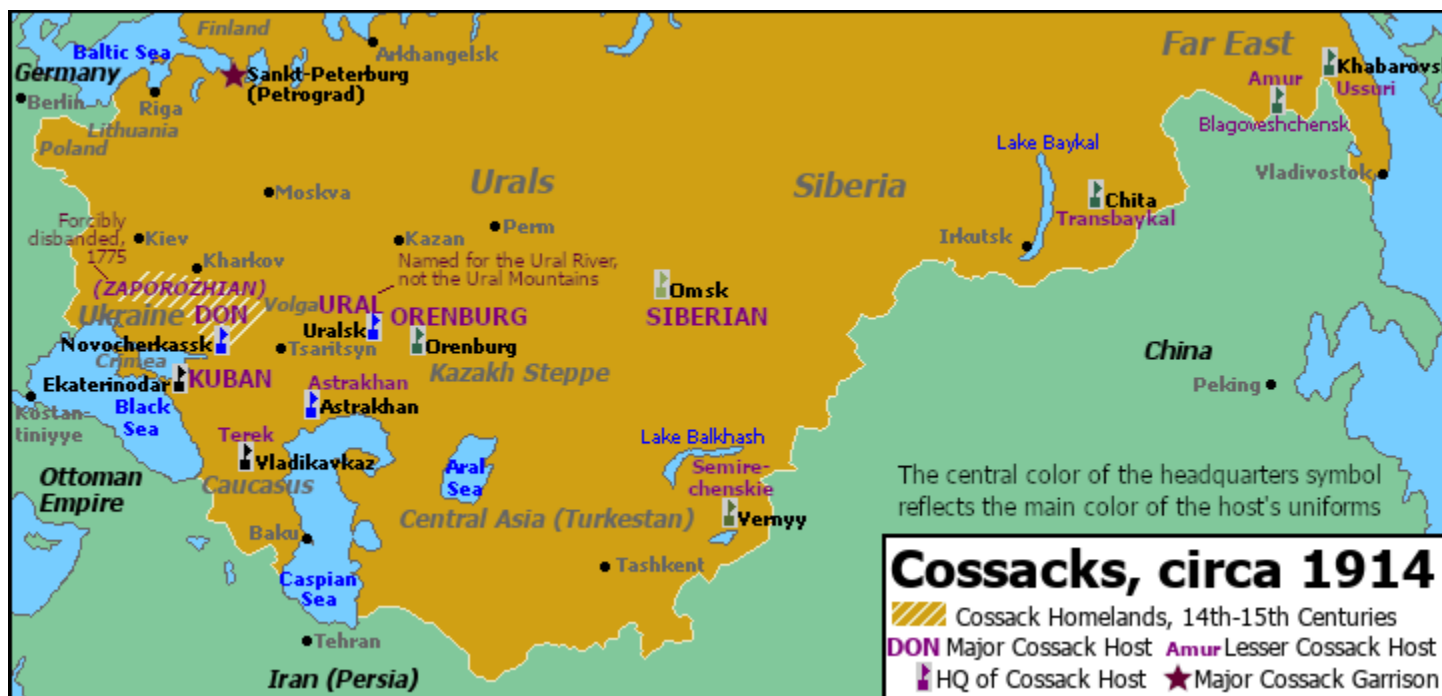 Finland
Baltic Sea
Arkhangelsk
Far East
Germany
Sankt-Peterburg
(Petrograd)
Khabarovs
Amur
Ussuri
Berlin
Riga
Lithuania
Blagoveshchensk
Poland
Lake Baykal
Urals
Siberia
Vladivostok
Moskva
Chita
Transbaykal
Forcibly
disbanded,
1775
Kiev
Perm
Kazan
Irkutsk
Kharkov
Named for the Ural River,
not the Ural Mountains
(ZAPOROZHIAN)
Omsk
Volga
URAL
Ukraine
DON
ORENBURG
SIBERIAN
Uralsk
Novocherkassk
Tsaritsyn
Orenburg
China
Crimea
Kazakh Steppe
Ekaterinodar
KUBAN
Astrakhan
Peking
Kostan-
tiniyye
Black
Sea
Astrakhan
Terek
Lake Balkhash
Vladikavkaz
Aral
Sea
Semire-
chenskie
Ottoman
Empire
Caucasus
The central color of the headquarters symbol
reflects the main color of the host's uniforms
Central Asia (Turkestan)
Vernyy
Baku
Tashkent
Caspian
Sea
Tehran
Iran (Persia)
Cossacks, circa 1914
Cossack Homelands, 14th-15th Centuries
DON Major Cossack Host Amur Lesser Cossack Host
HQ of Cossack Host Major Cossack Garrison